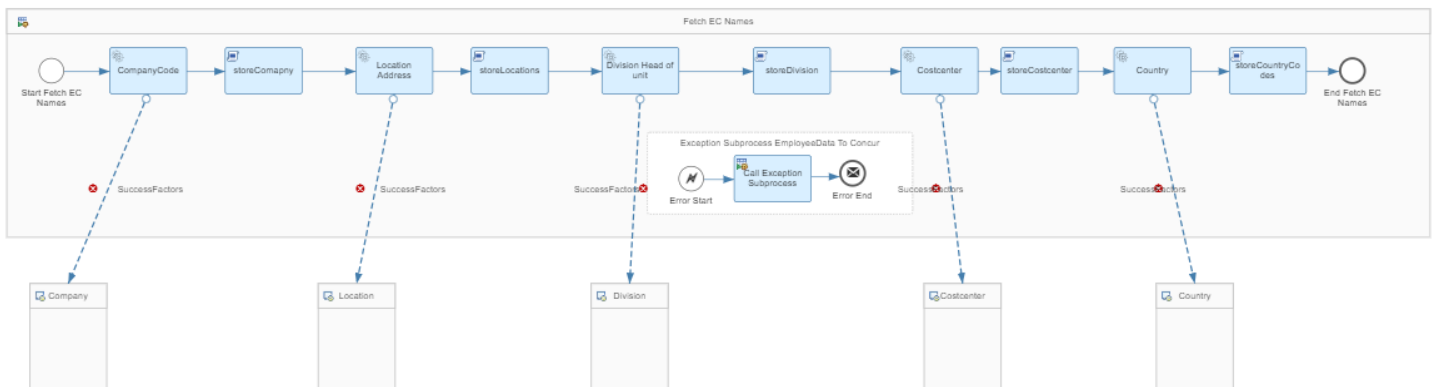 Fetch EC Names
Start Fetch EC
Names
CompanyCode
storeComapny
Location
Address
storeLocations
Division Head of
unit
storeDivision
Costcenter
storeCostcenter
Country
storeCountryCo
des
End Fetch EC
Names
Exception Subprocess EmployeeData To Concur
Error Start
Call Exception
Subprocess
Error End
SuccessFactors
SuccessFactors
SuccessFactors
SuccessFactors
SuccessFactors
Company
Location
Division
Costcenter
Country